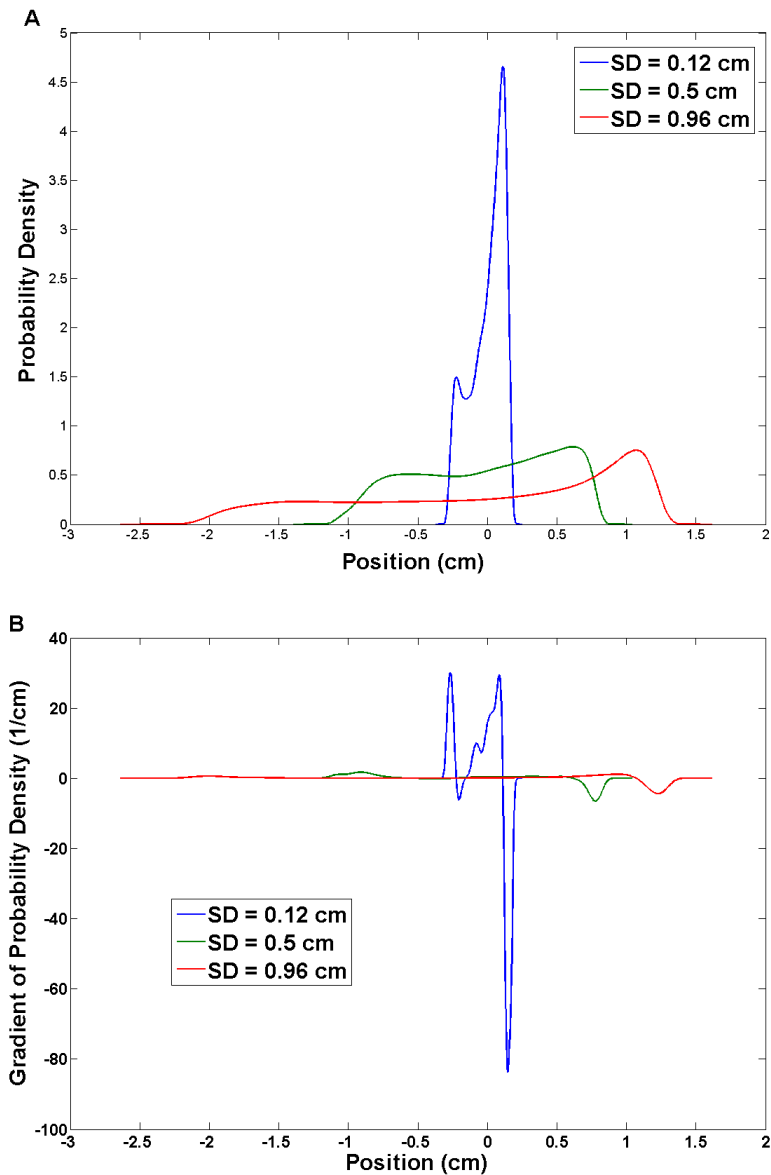 A
Probability Density
5
4.5
4
3.5
3
2.5
2
1.5
1
0.5
0
SD = 0.12 cm
SD = 0.5 cm
SD = 0.96 cm
-3 -2.5 -2 -1.5 -1 -0.5 0 0.5 1 1.5 2
Position (cm)
B
Gradient of Probability Density (1/cm)
40
20
0
-20
-40
-60
-80
-100
SD = 0.12 cm
SD = 0.5 cm
SD = 0.96 cm
-3 -2.5 -2 -1.5 -1 -0.5 0 0.5 1 1.5 2
Position (cm)